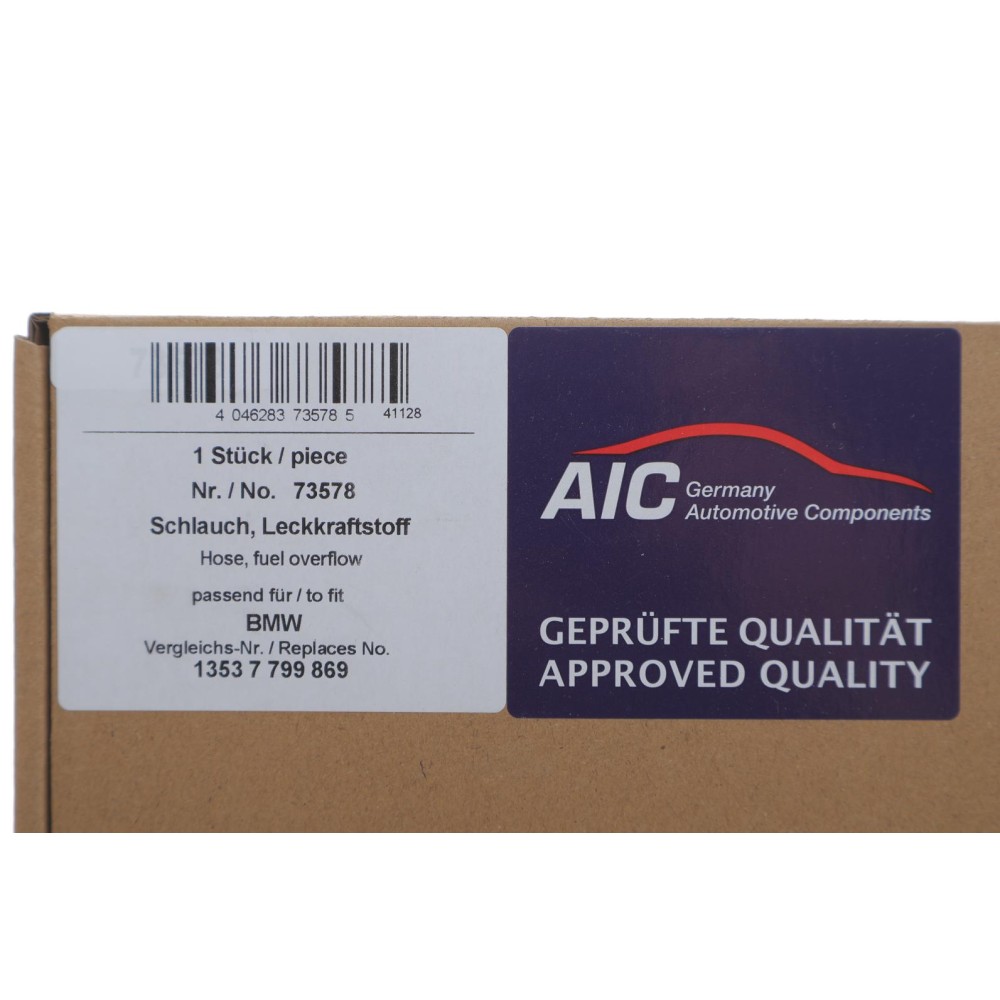 4 046283 73578 5 41128
1 Stück / piece
Nr. / No. 73578
Schlauch, Leckkraftstoff
Hose, fuel overflow
passend für / to fit
BMW
Vergleichs-Nr. / Replaces No.
1353 7 799 869
AIC Germany
Automotive Components
GEPRÜFTE QUALITÄT
APPROVED QUALITY